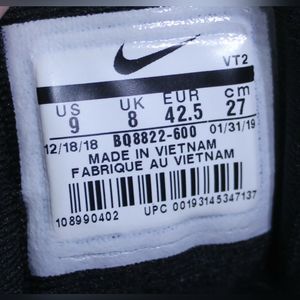 VT2
US UK EUR cm
9 8 42.5 27
12/18/18 BQ8822-600 01/31/19
MADE IN VIETNAM
FABRIQUE AU VIETNAM
108990402 UPC 00193145347137